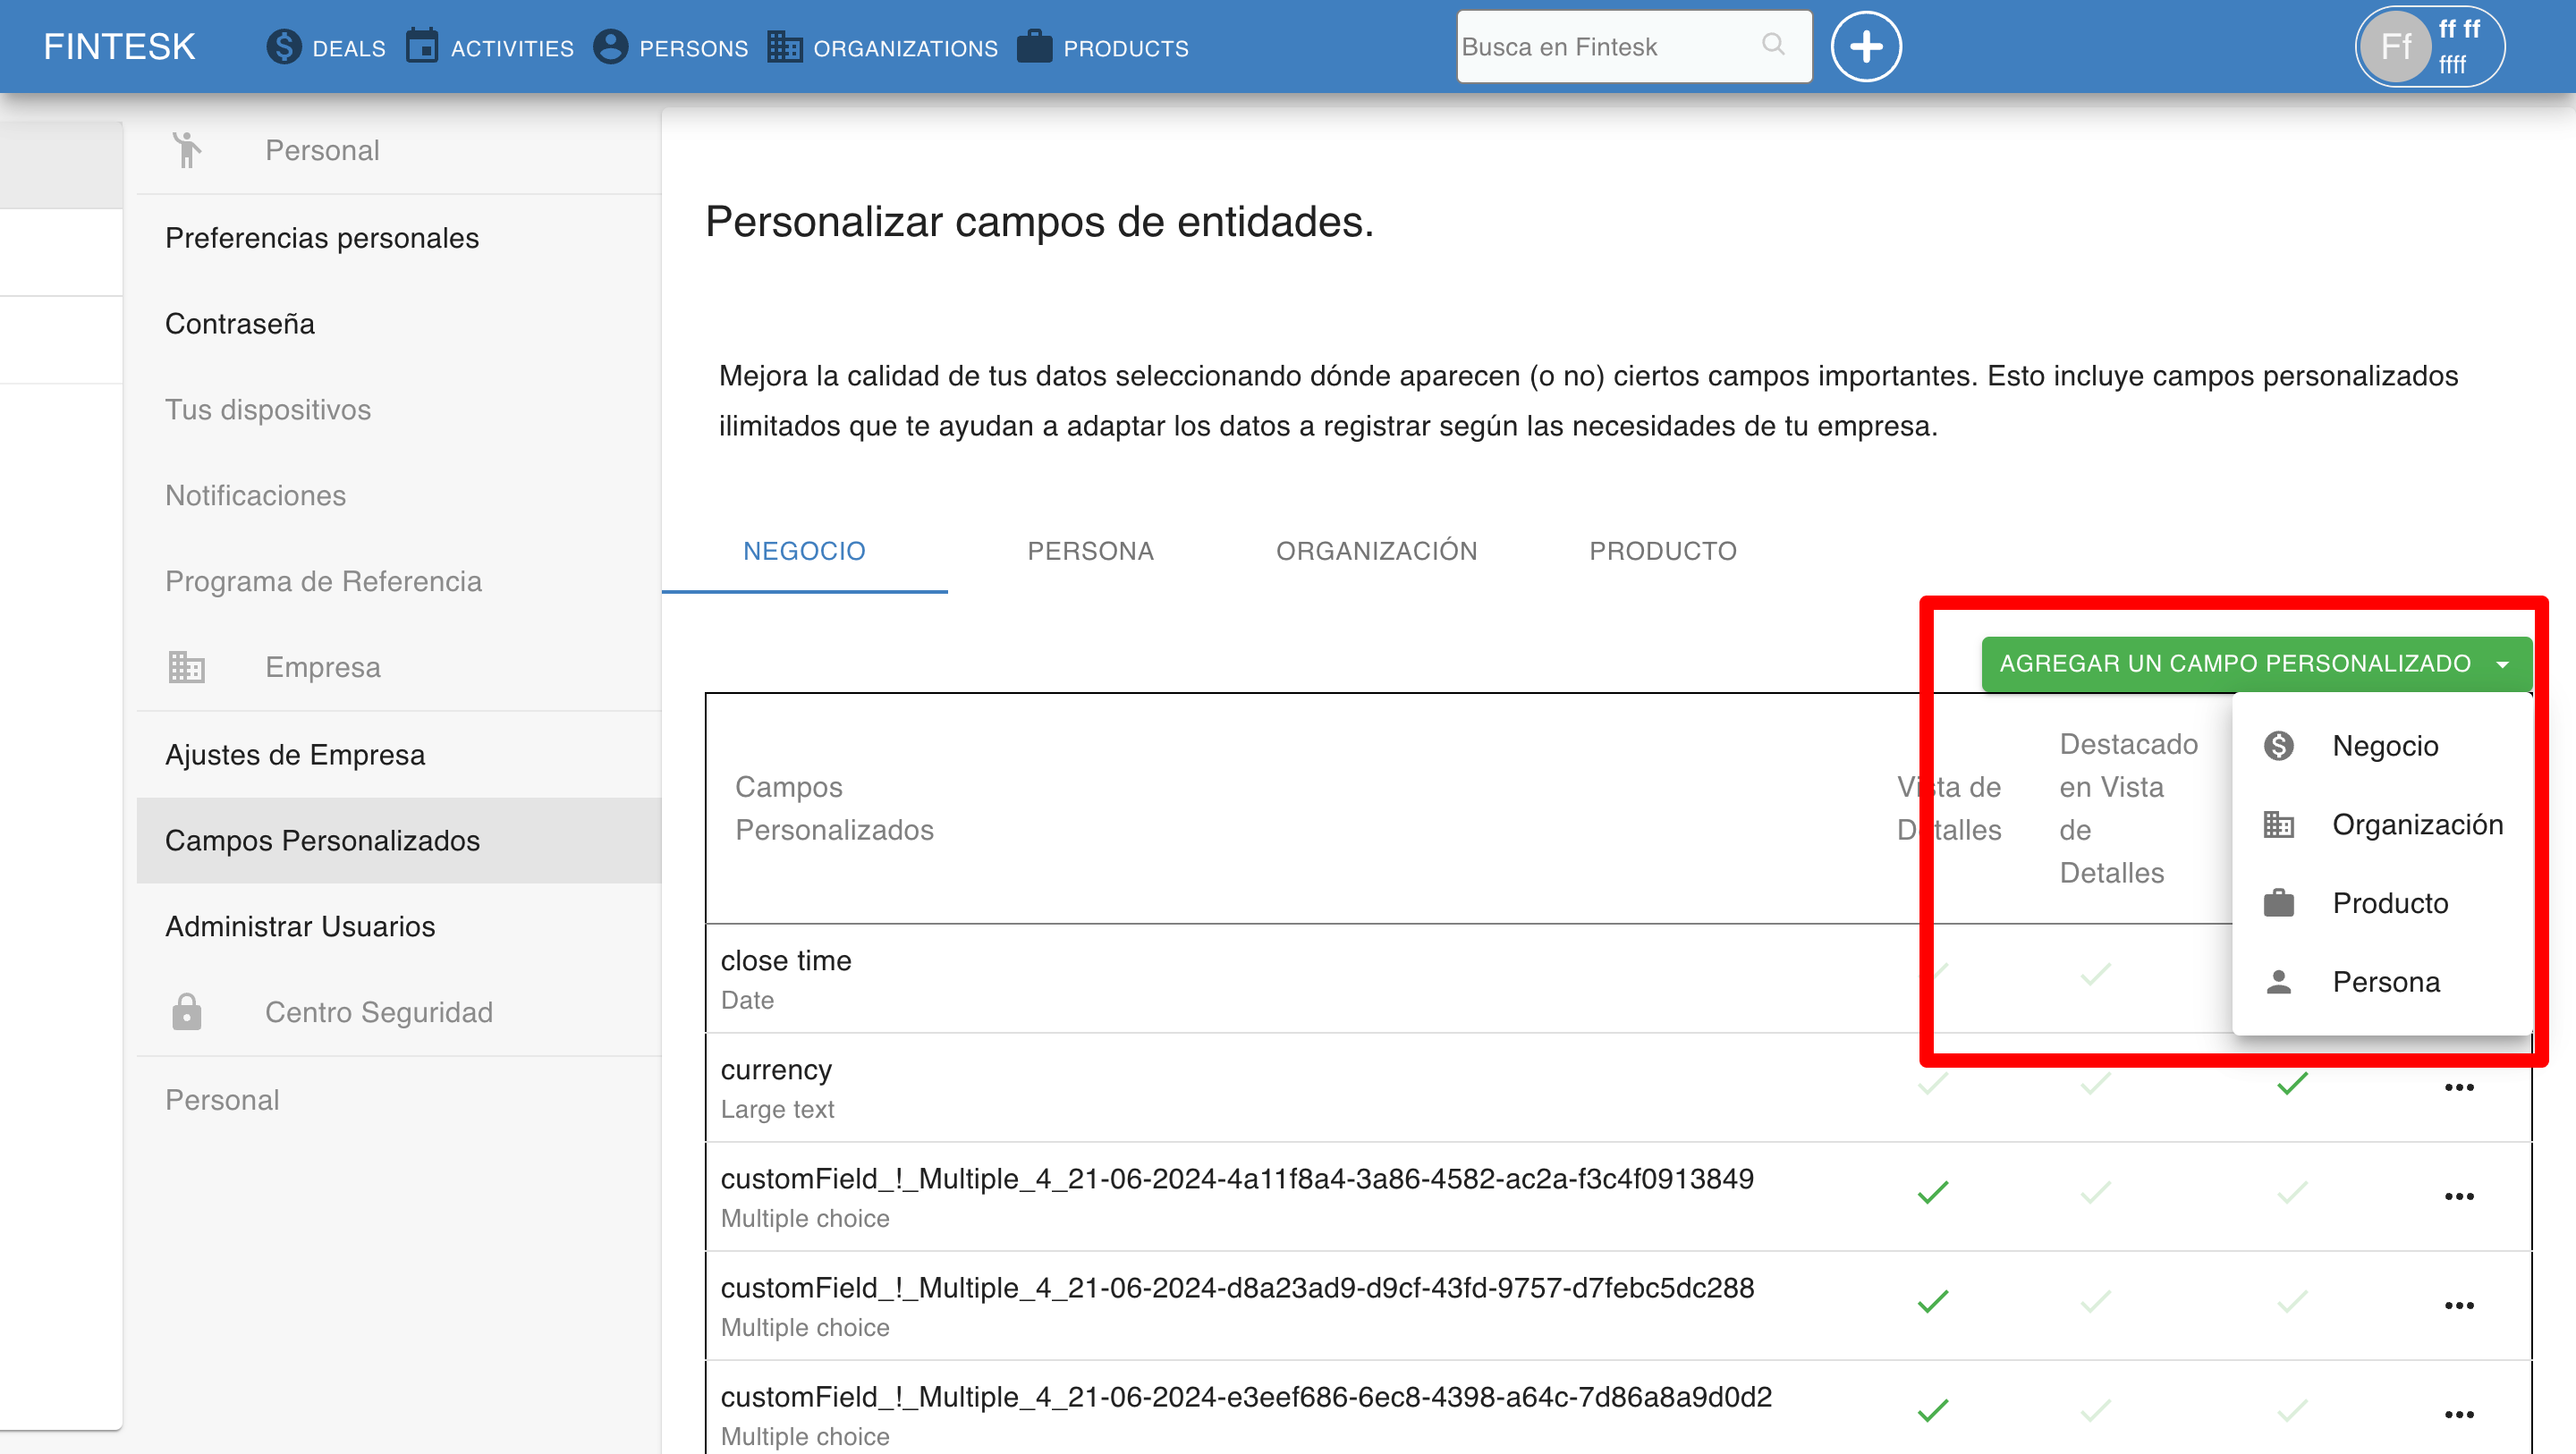 FINTESK
DEALS
ACTIVITIES
PERSONS
ORGANIZATIONS
PRODUCTS
Busca en Fintesk
Ff
ff ff
ffff
Personal
Preferencias personales
Contraseña
Tus dispositivos
Notificaciones
Programa de Referencia
Empresa
Ajustes de Empresa
Campos Personalizados
Administrar Usuarios
Centro Seguridad
Personal
Personalizar campos de entidades.
Mejora la calidad de tus datos seleccionando dónde aparecen (o no) ciertos campos importantes. Esto incluye campos personalizados
ilimitados que te ayudan a adaptar los datos a registrar según las necesidades de tu empresa.
NEGOCIO
PERSONA
ORGANIZACIÓN
PRODUCTO
AGREGAR UN CAMPO PERSONALIZADO
Negocio
Organización
Producto
Persona
Campos
Personalizados
Vista de
Detalles
Destacado
en Vista
de
Detalles
close time
Date
currency
Large text
customField_!_Multiple_4_21-06-2024-4a11f8a4-3a86-4582-ac2a-f3c4f0913849
Multiple choice
customField_!_Multiple_4_21-06-2024-d8a23ad9-d9cf-43fd-9757-d7febc5dc288
Multiple choice
customField_!_Multiple_4_21-06-2024-e3eef686-6ec8-4398-a64c-7d86a8a9d0d2
Multiple choice